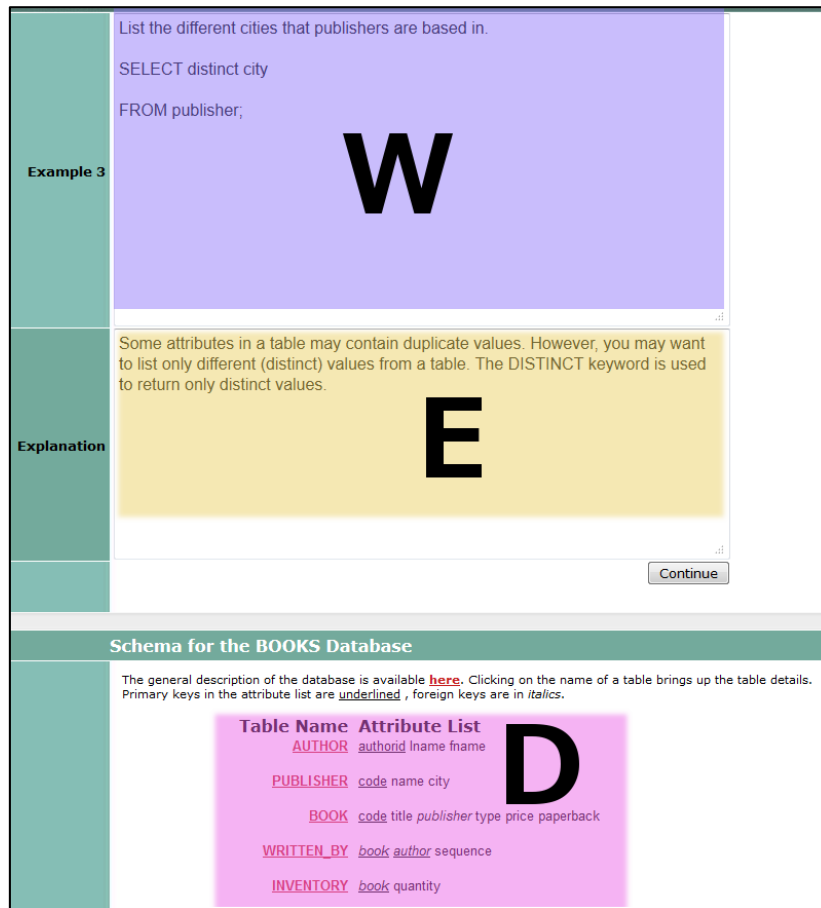 List the different cities that publishers are based in.
SELECT distinct city
FROM publisher;
W
Example 3
Some attributes in a table may contain duplicate values. However, you may want
to list only different (distinct) values from a table. The DISTINCT keyword is used
to return only distinct values.
E
Explanation
Continue
Schema for the BOOKS Database
The general description of the database is available here. Clicking on the name of a table brings up the table details.
Primary keys in the attribute list are underlined , foreign keys are in italics.
Table Name Attribute List
D
AUTHOR authorid lname fname
PUBLISHER code name city
BOOK code title publisher type price paperback
WRITTEN_BY book author sequence
INVENTORY book quantity